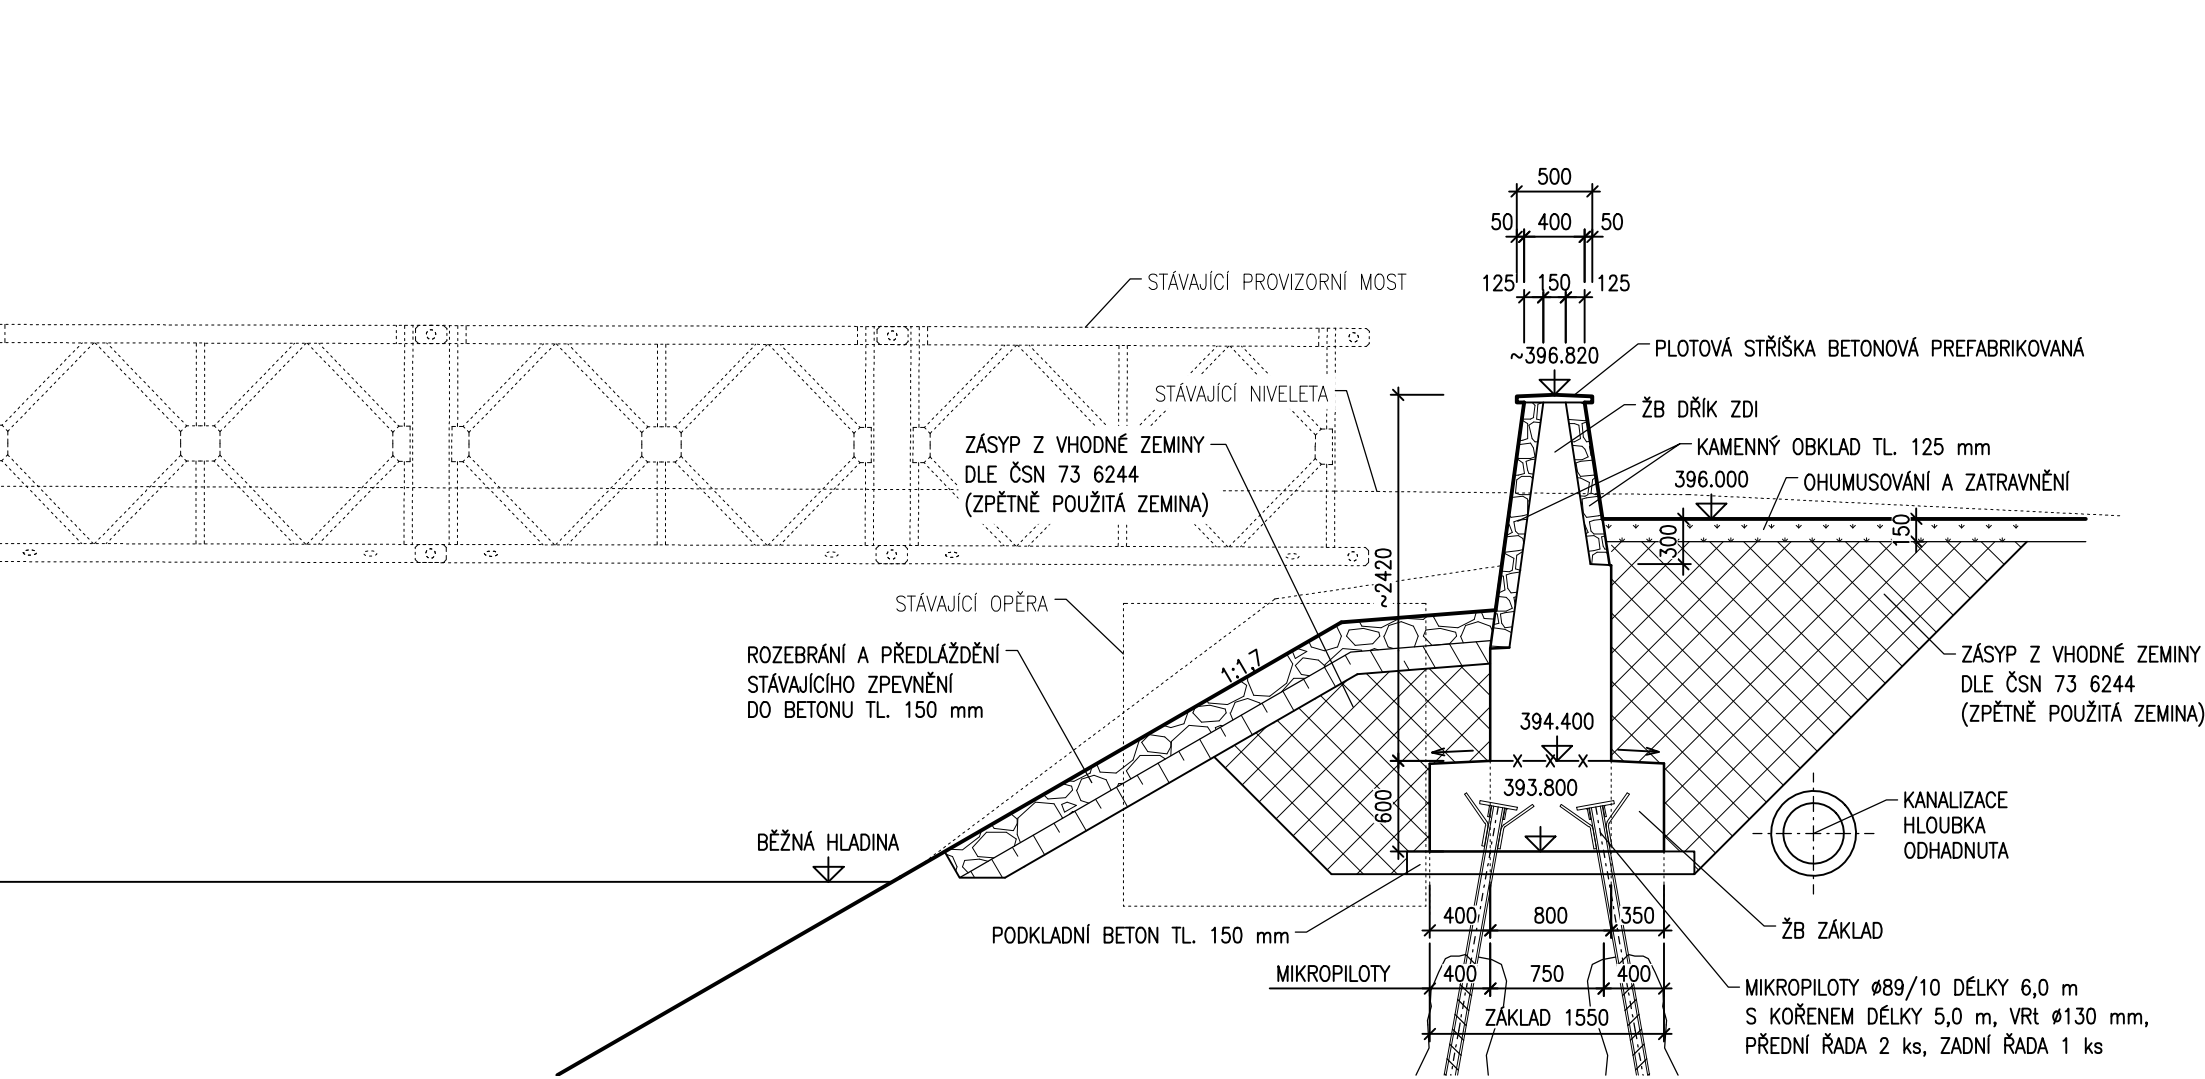 500
50 400 50
125 150 125
STÁVAJÍCÍ PROVIZORNÍ MOST
~396.820
PLOTOVÁ STŘÍŠKA BETONOVÁ PREFABRIKOVANÁ
STÁVAJÍCÍ NIVELETA
ŽB DŘÍK ZDI
ZÁSYP Z VHODNÉ ZEMINY
DLE ČSN 73 6244
(ZPĚTNĚ POUŽITÁ ZEMINA)
KAMENNÝ OBKLAD TL. 125 mm
396.000
OHUMUSOVÁNÍ A ZATRAVNĚNÍ
150
300
~2420
STÁVAJÍCÍ OPĚRA
ROZEBRÁNÍ A PŘEDLÁŽDĚNÍ
STÁVAJÍCÍHO ZPEVNĚNÍ
DO BETONU TL. 150 mm
1:1,7
ZÁSYP Z VHODNÉ ZEMINY
DLE ČSN 73 6244
(ZPĚTNĚ POUŽITÁ ZEMINA)
394.400
393.800
600
KANALIZACE
HLOUBKA
ODHADNUTA
BĚŽNÁ HLADINA
400 800 350
PODKLADNÍ BETON TL. 150 mm
ŽB ZÁKLAD
MIKROPILOTY 400 750 400
ZÁKLAD 1550
MIKROPILOTY ø89/10 DÉLKY 6,0 m
S KOŘENEM DÉLKY 5,0 m, VRt ø130 mm,
PŘEDNÍ ŘADA 2 ks, ZADNÍ ŘADA 1 ks